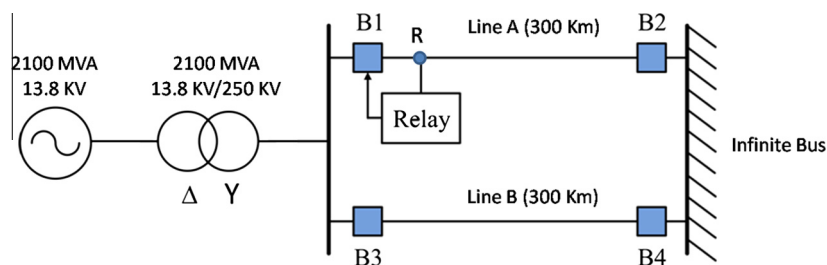 2100 MVA
13.8 KV
2100 MVA
13.8 KV/250 KV
Δ Y
B1
R
Line A (300 Km)
B2
Relay
Infinite Bus
Line B (300 Km)
B3
B4